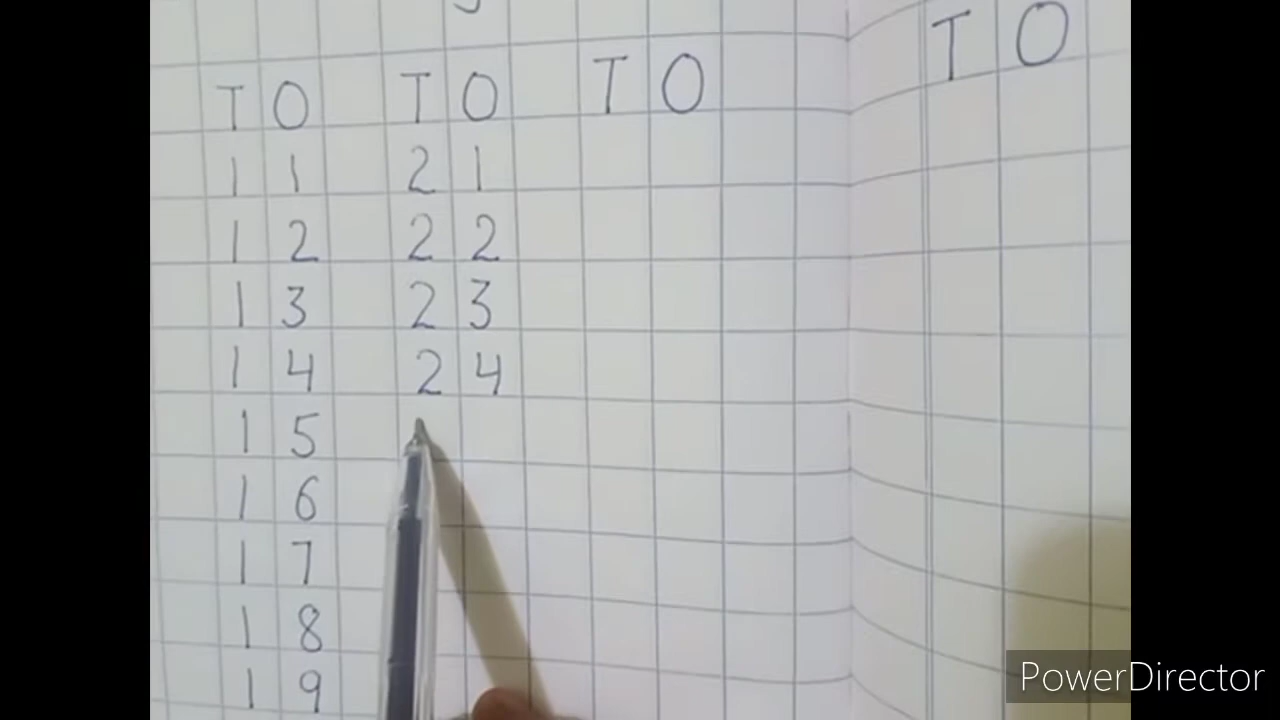 T O T O T O T O
1 1 2 1
1 2 2 2
1 3 2 3
1 4 2 4
1 5
1 6
1 7
1 8
1 9
PowerDirector